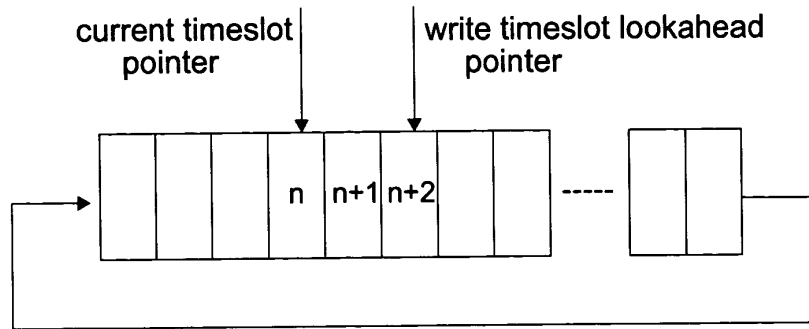 current timeslot
pointer
write timeslot lookahead
pointer
n n+1 n+2